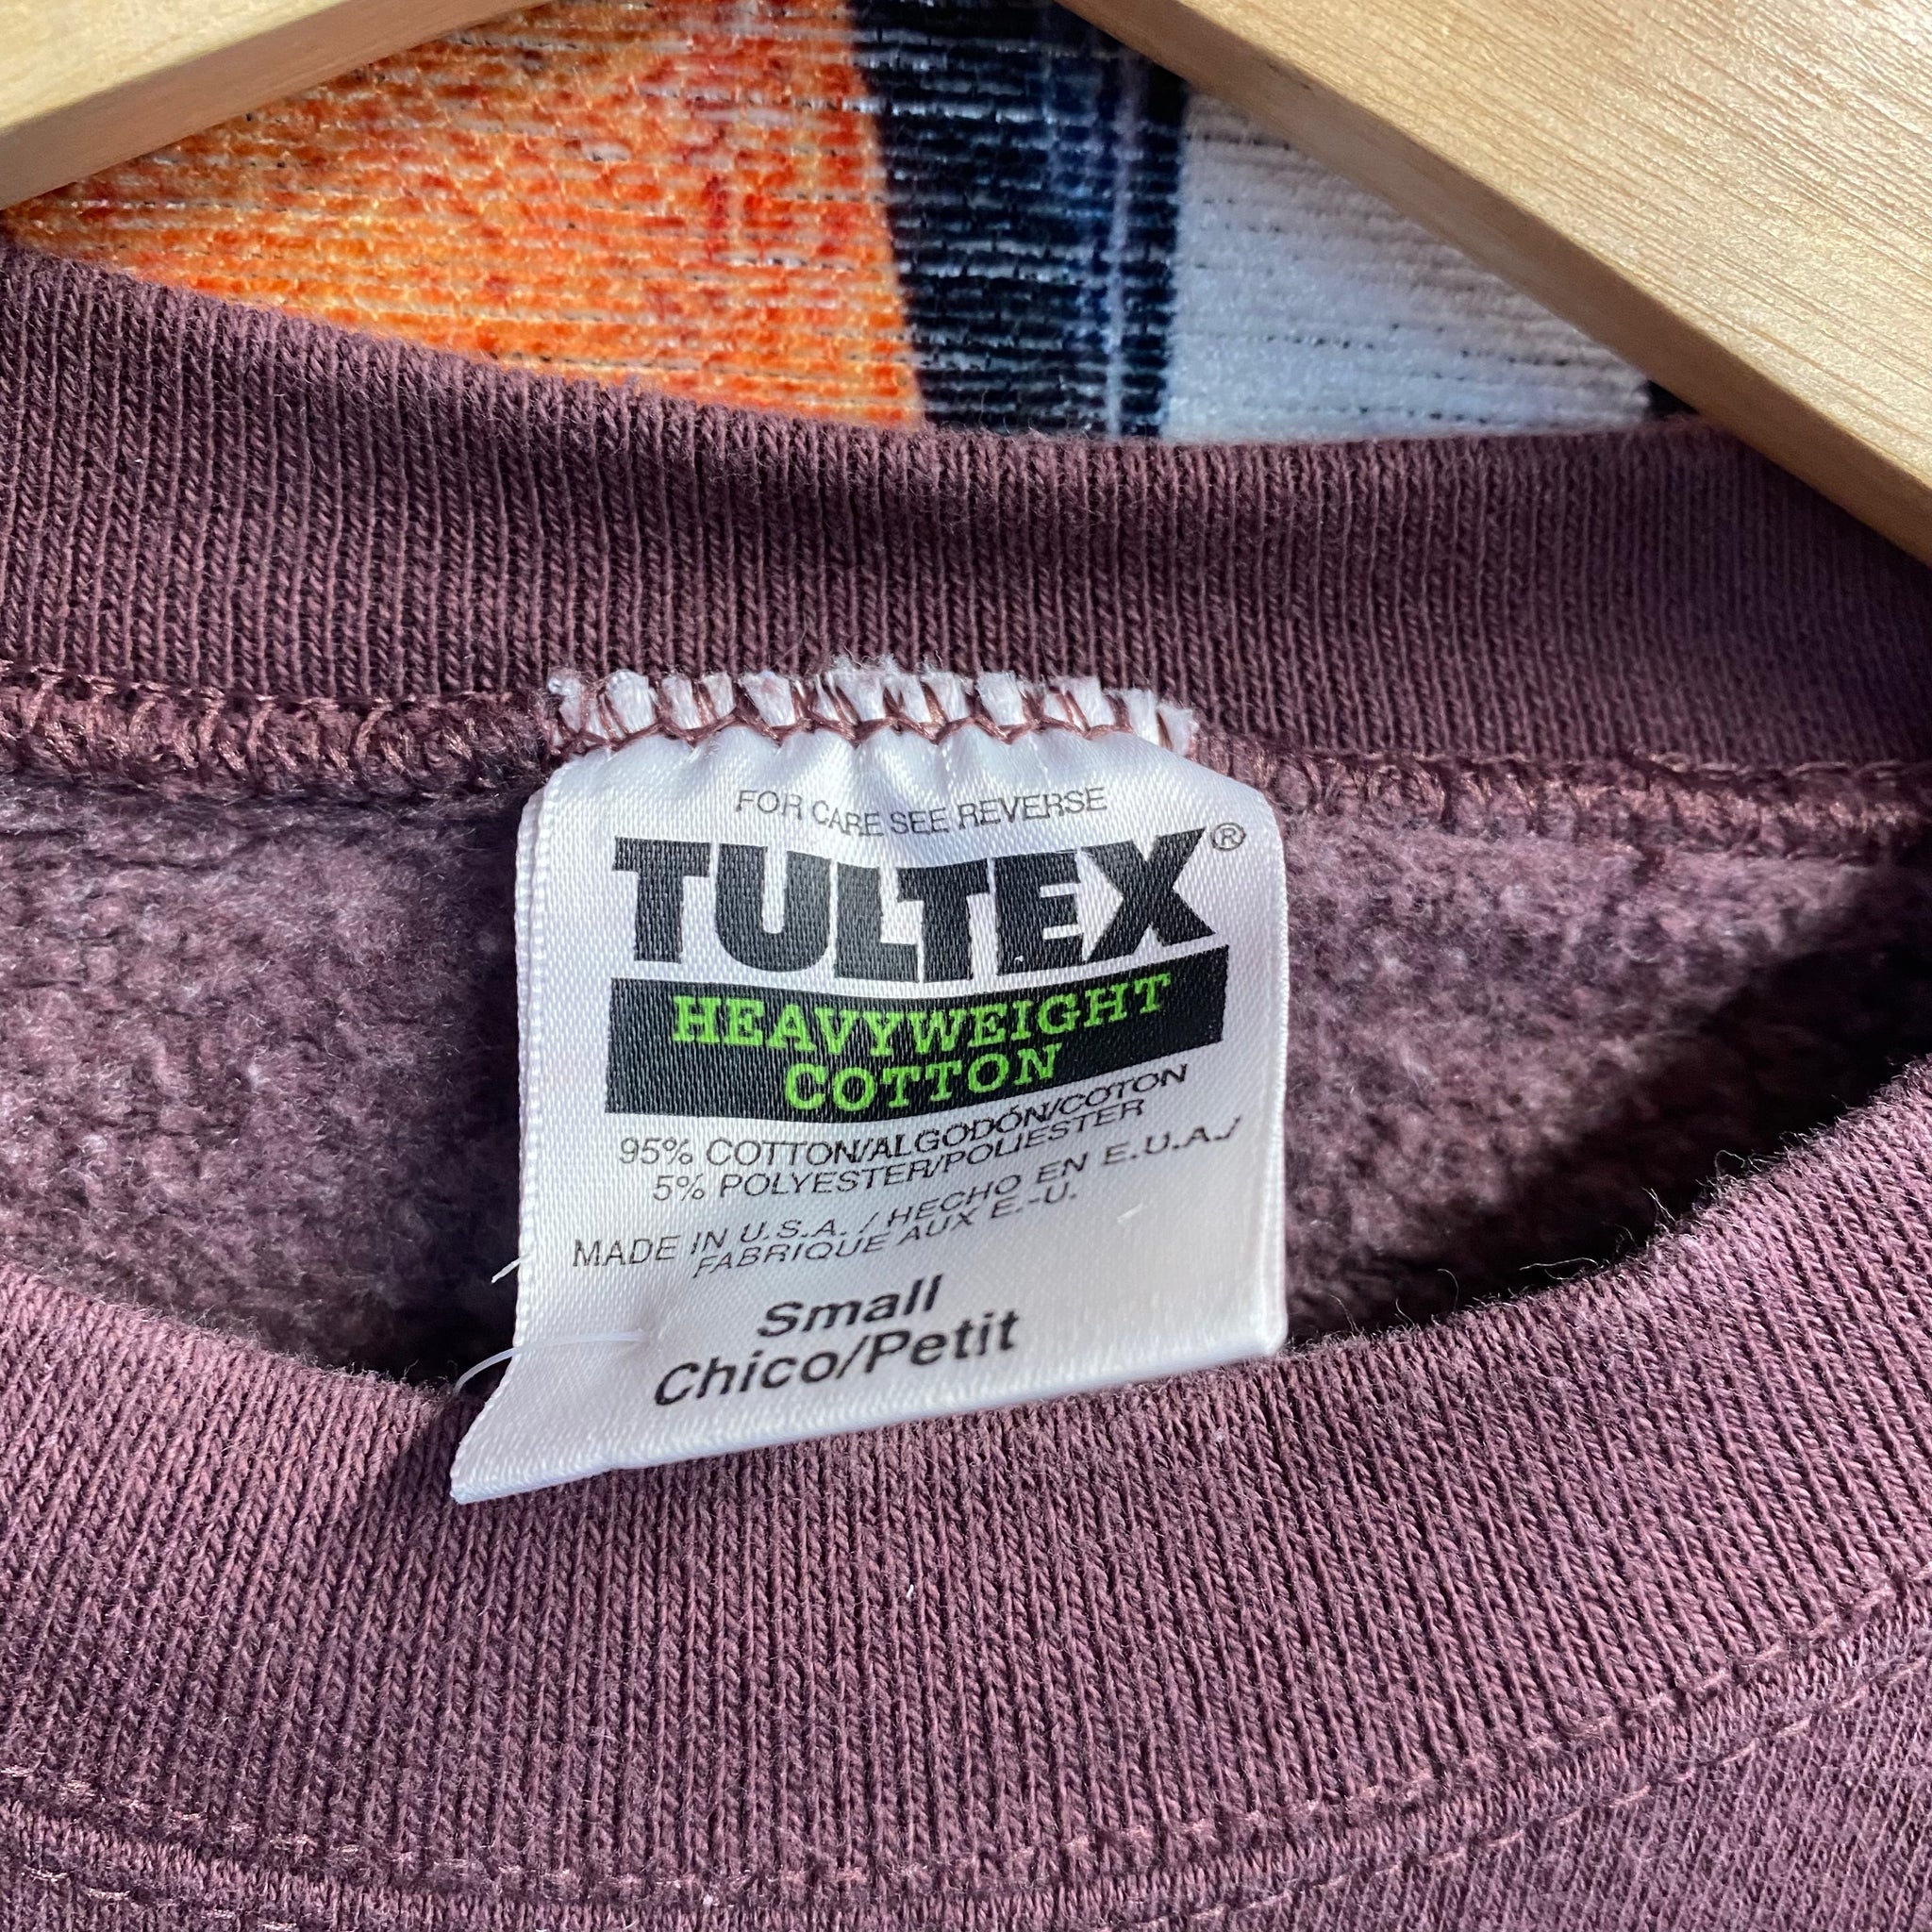 FOR CARE SEE REVERSE
TULTEX®
HEAVYWEIGHT
COTTON
95% COTTON/ALGODÓN/COTON
5% POLYESTER/POLIESTER
MADE IN U.S.A. / HECHO EN E.U.A./
FABRIQUE AUX E.-U.
Small
Chico/Petit